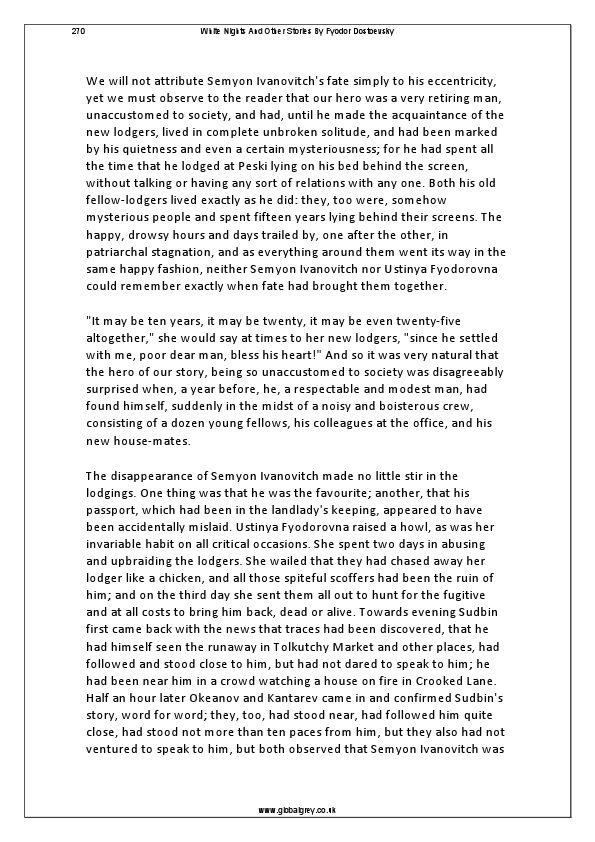 270 White Nights And Other Stories By Fyodor Dostoevsky
We will not attribute Semyon Ivanovitch's fate simply to his eccentricity,
yet we must observe to the reader that our hero was a very retiring man,
unaccustomed to society, and had, until he made the acquaintance of the
new lodgers, lived in complete unbroken solitude, and had been marked
by his quietness and even a certain mysteriousness; for he had spent all
the time that he lodged at Peski lying on his bed behind the screen,
without talking or having any sort of relations with any one. Both his old
fellow-lodgers lived exactly as he did: they, too were, somehow
mysterious people and spent fifteen years lying behind their screens. The
happy, drowsy hours and days trailed by, one after the other, in
patriarchal stagnation, and as everything around them went its way in the
same happy fashion, neither Semyon Ivanovitch nor Ustinya Fyodorovna
could remember exactly when fate had brought them together.
"It may be ten years, it may be twenty, it may be even twenty-five
altogether," she would say at times to her new lodgers, "since he settled
with me, poor dear man, bless his heart!" And so it was very natural that
the hero of our story, being so unaccustomed to society was disagreeably
surprised when, a year before, he, a respectable and modest man, had
found himself, suddenly in the midst of a noisy and boisterous crew,
consisting of a dozen young fellows, his colleagues at the office, and his
new house-mates.
The disappearance of Semyon Ivanovitch made no little stir in the
lodgings. One thing was that he was the favourite; another, that his
passport, which had been in the landlady's keeping, appeared to have
been accidentally mislaid. Ustinya Fyodorovna raised a howl, as was her
invariable habit on all critical occasions. She spent two days in abusing
and upbraiding the lodgers. She wailed that they had chased away her
lodger like a chicken, and all those spiteful scoffers had been the ruin of
him; and on the third day she sent them all out to hunt for the fugitive
and at all costs to bring him back, dead or alive. Towards evening Sudbin
first came back with the news that traces had been discovered, that he
had himself seen the runaway in Tolkutchy Market and other places, had
followed and stood close to him, but had not dared to speak to him; he
had been near him in a crowd watching a house on fire in Crooked Lane.
Half an hour later Okeanov and Kantarev came in and confirmed Sudbin's
story, word for word; they, too, had stood near, had followed him quite
close, had stood not more than ten paces from him, but they also had not
ventured to speak to him, but both observed that Semyon Ivanovitch was
www.globalgrey.co.uk